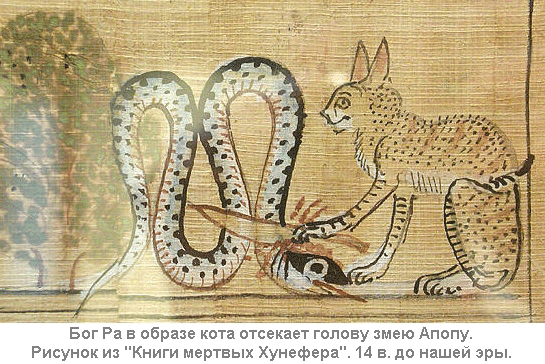 Бог Ра в образе кота отсекает голову змею Апопу.
Рисунок из "Книги мертвых Хунефера". 14 в. до нашей эры.